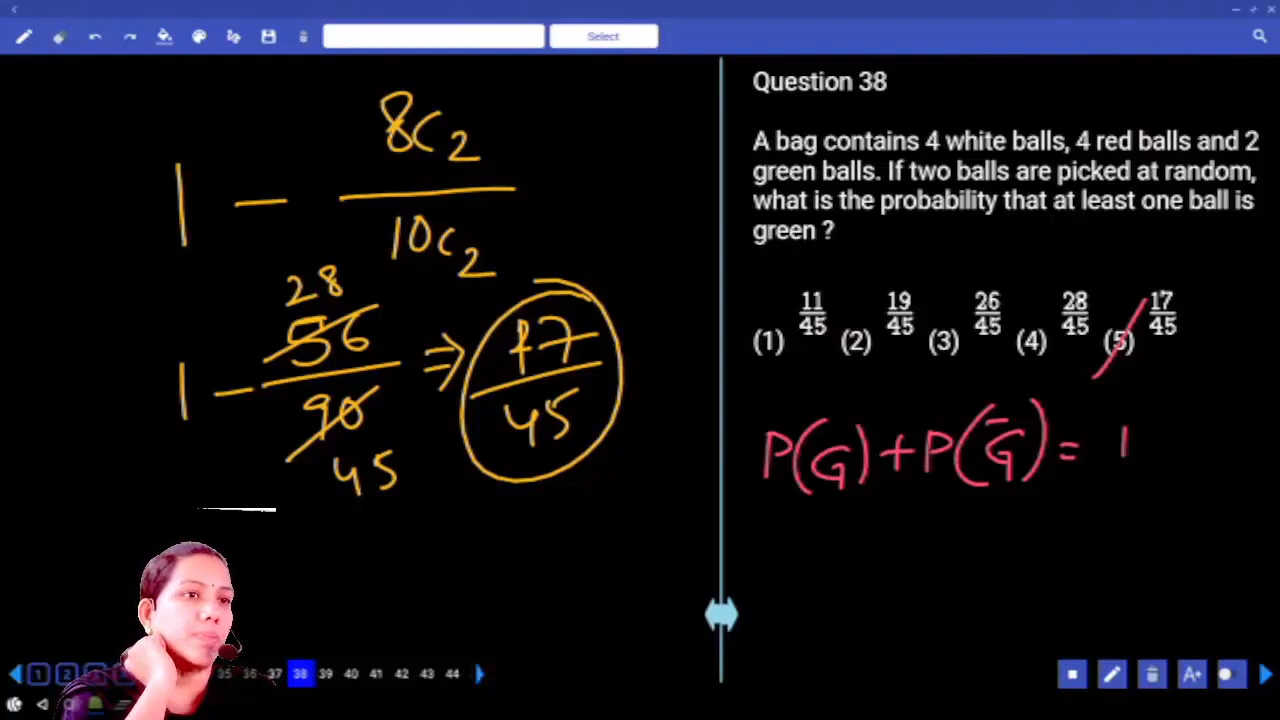 Select
8C2
1 -
10C2
28
56
1 -
90
45
=> 17
45
Question 38
A bag contains 4 white balls, 4 red balls and 2
green balls. If two balls are picked at random,
what is the probability that at least one ball is
green ?
(1) 11/45 (2) 19/45 (3) 26/45 (4) 28/45 (5) 17/45
P(G) + P(G̅) = 1
1 2 3 35 36 37 38 39 40 41 42 43 44
A+